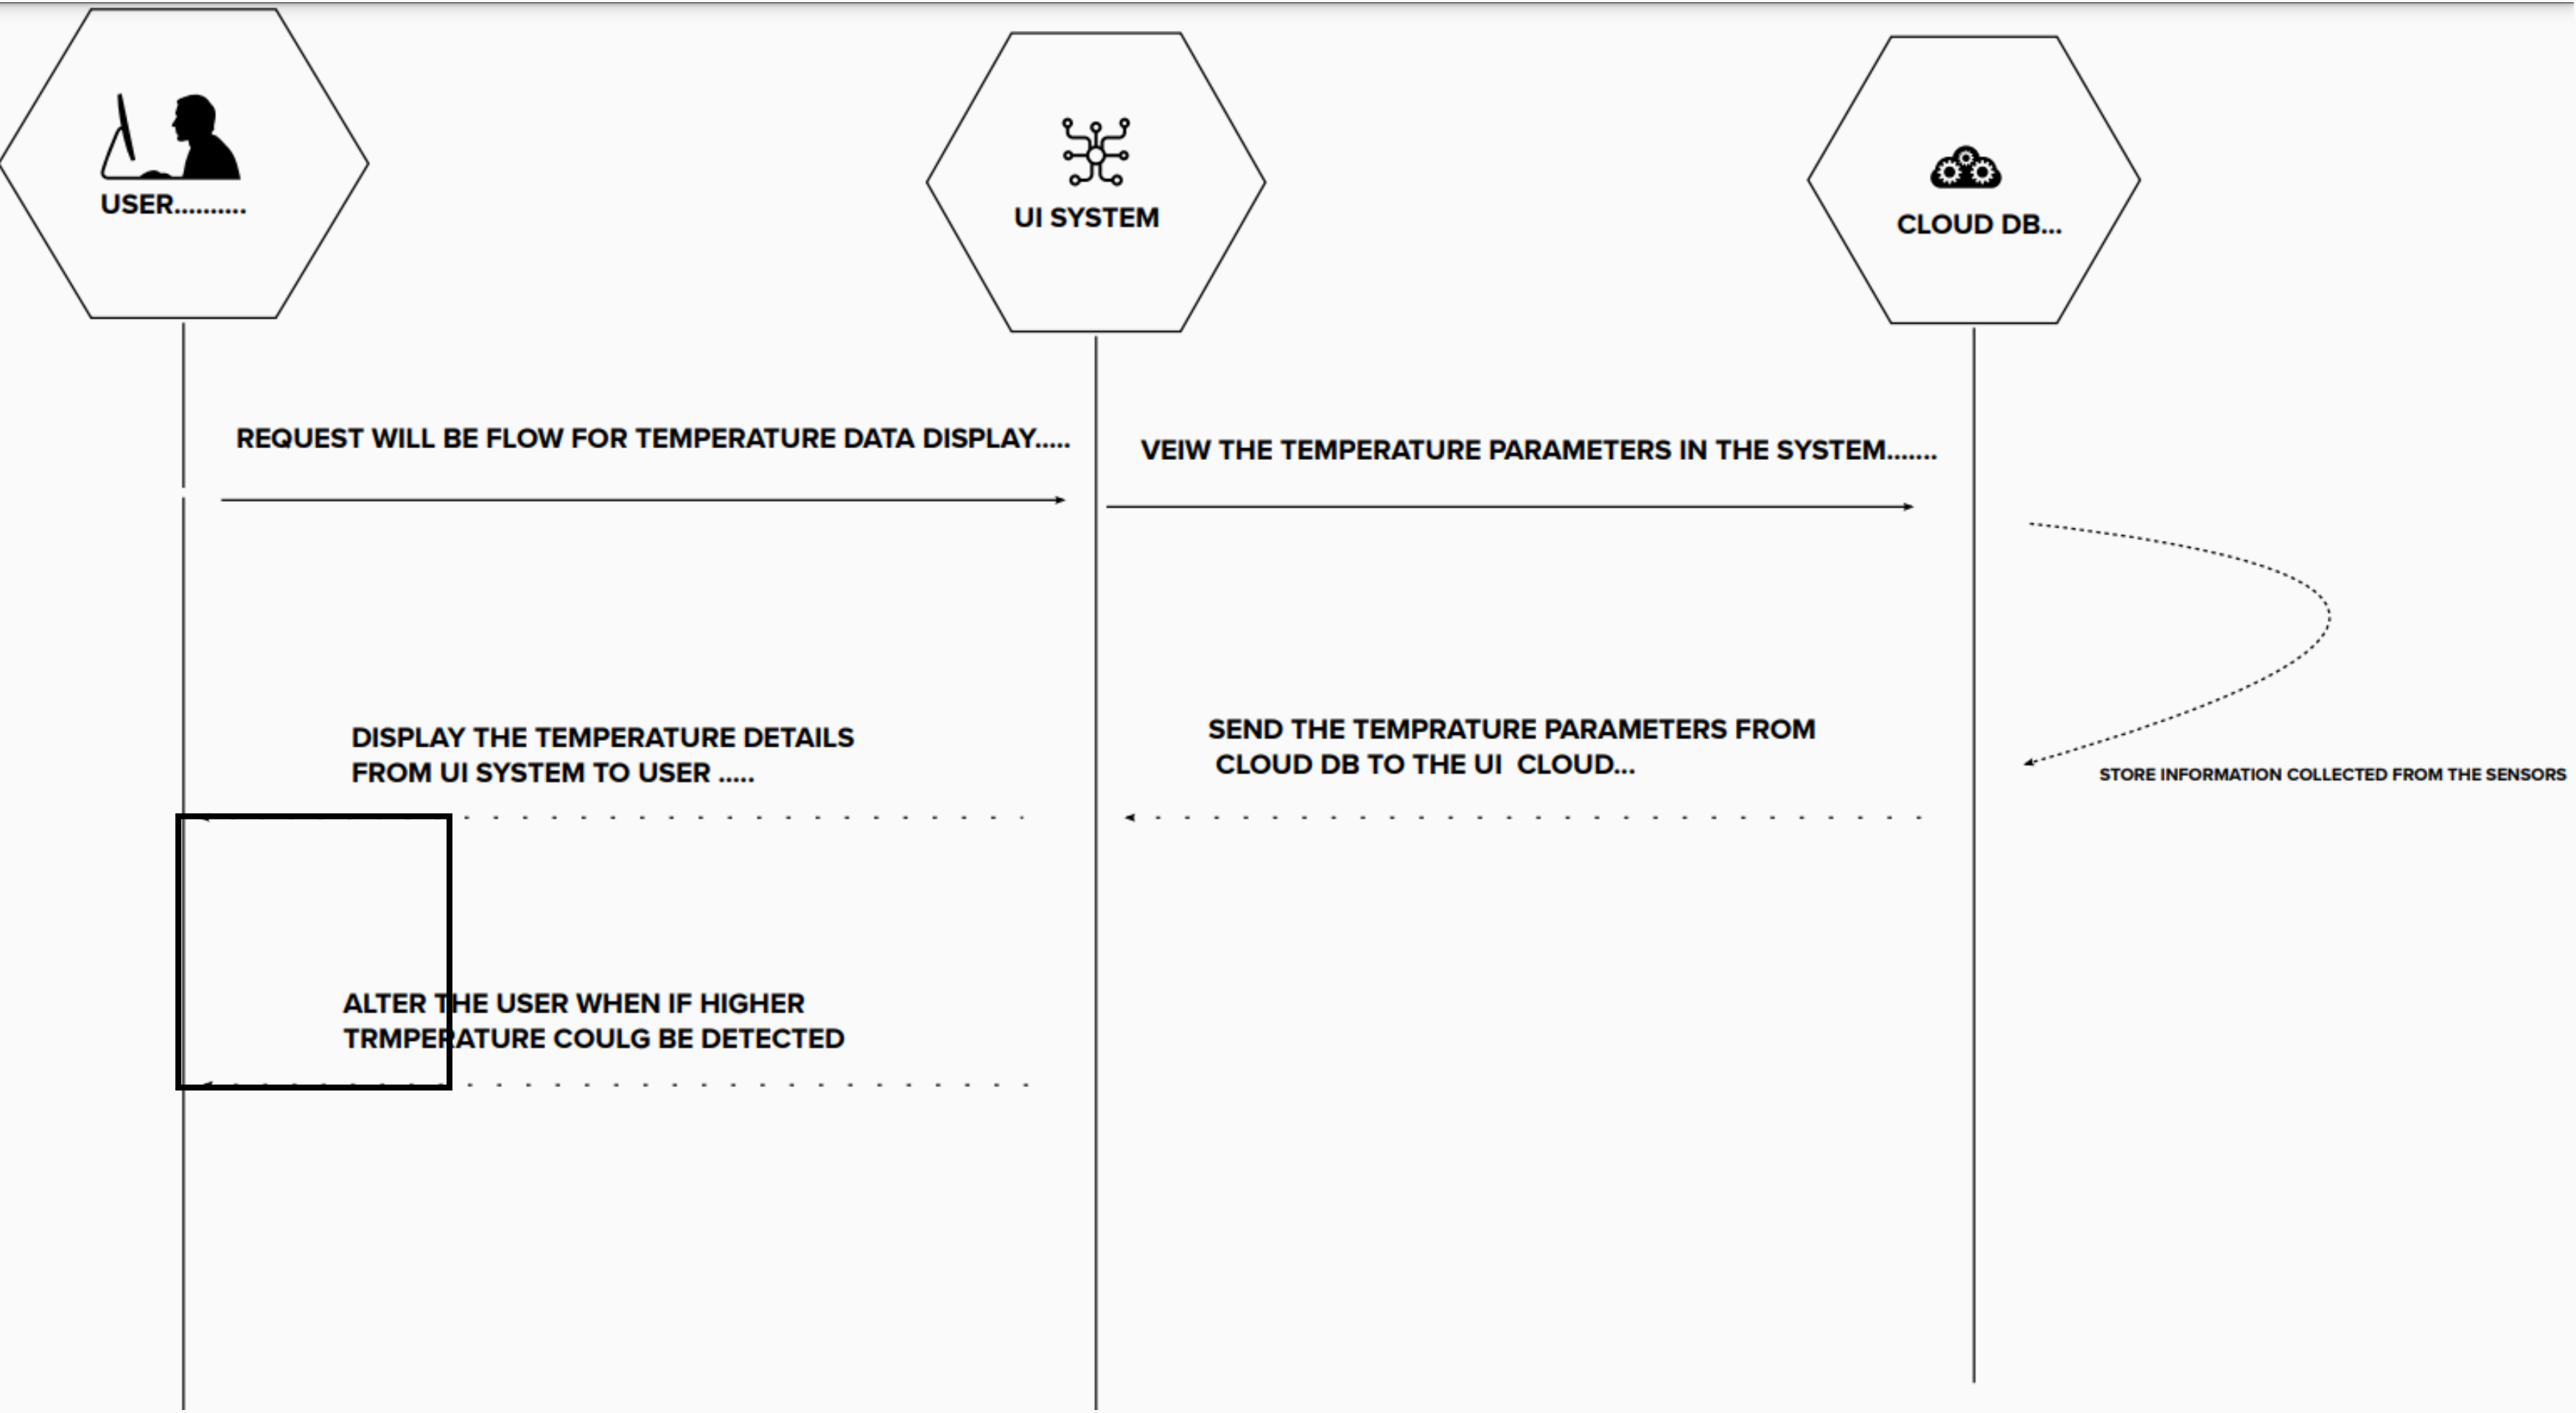 USER..........
UI SYSTEM
CLOUD DB...
REQUEST WILL BE FLOW FOR TEMPERATURE DATA DISPLAY.....
VEIW THE TEMPERATURE PARAMETERS IN THE SYSTEM.......
DISPLAY THE TEMPERATURE DETAILS
FROM UI SYSTEM TO USER .....
SEND THE TEMPRATURE PARAMETERS FROM
CLOUD DB TO THE UI  CLOUD...
STORE INFORMATION COLLECTED FROM THE SENSORS
ALTER THE USER WHEN IF HIGHER
TRMPERATURE COULG BE DETECTED